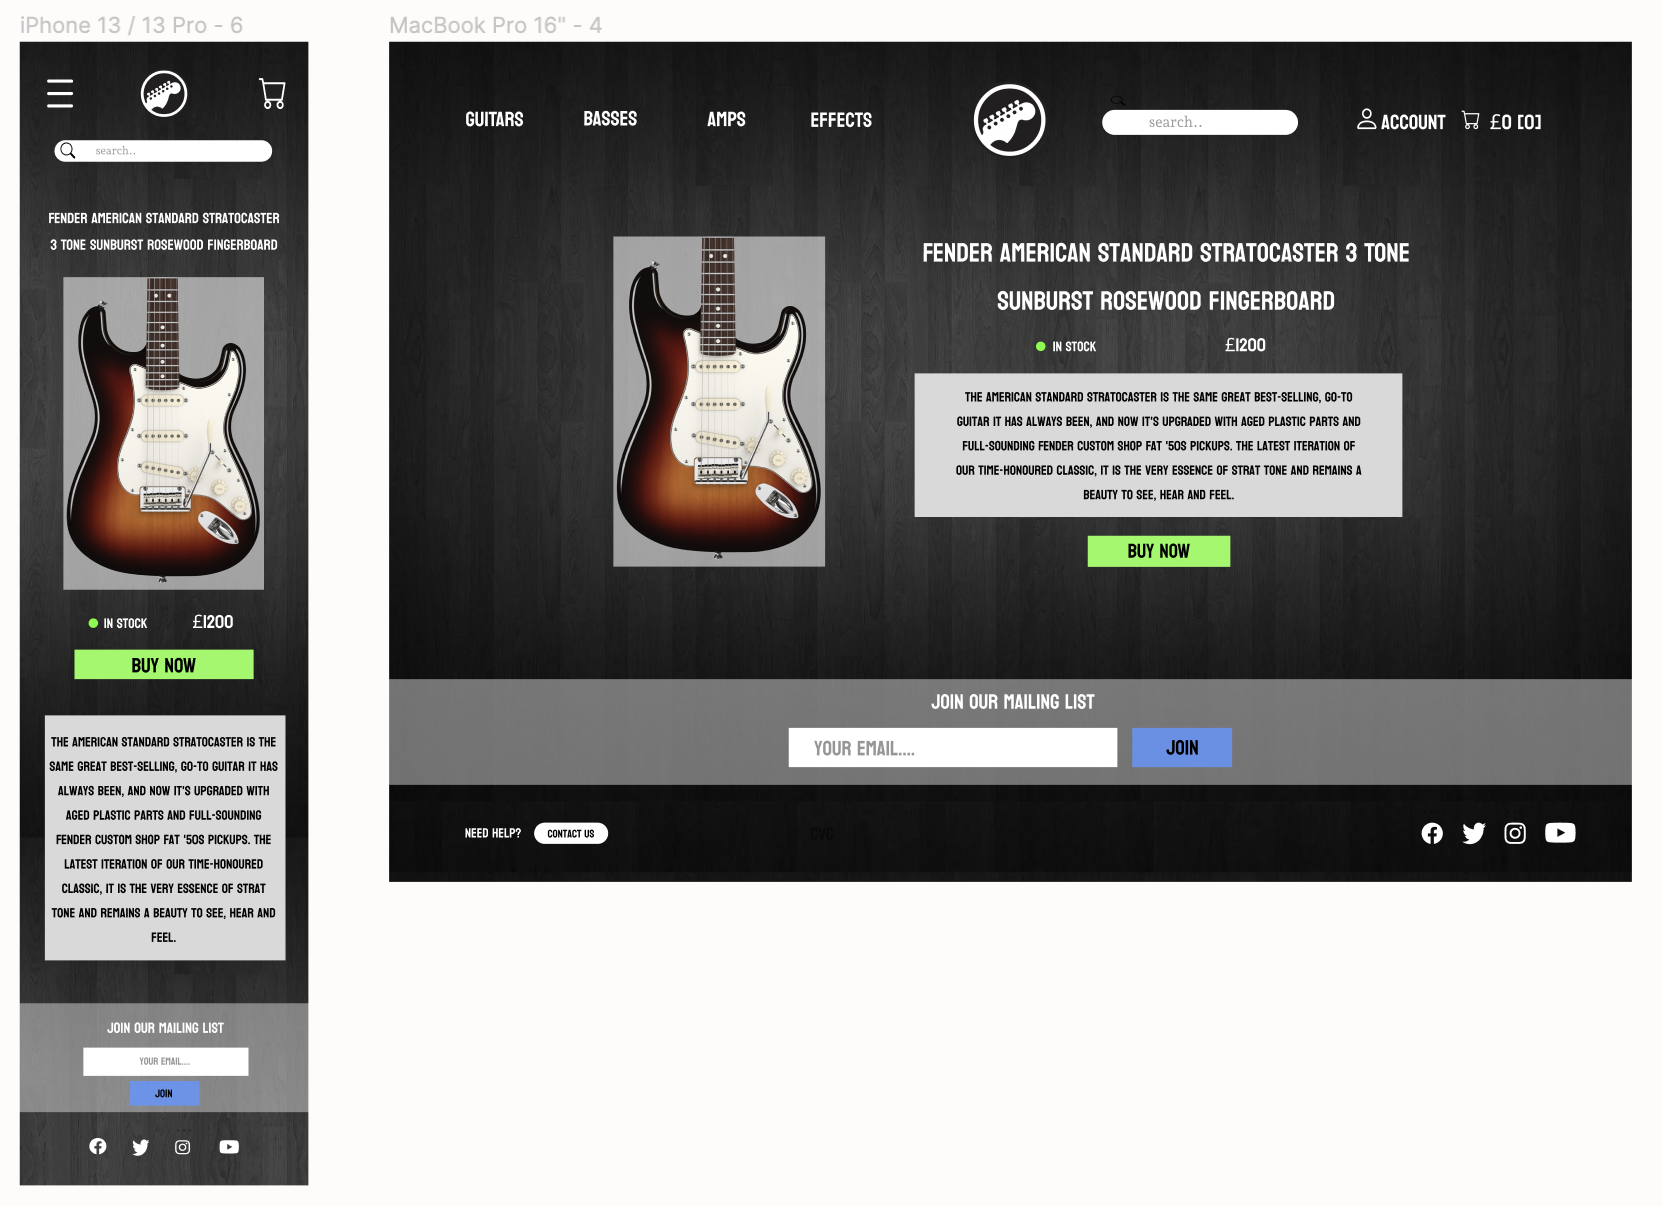 iPhone 13 / 13 Pro - 6
search..
FENDER AMERICAN STANDARD STRATOCASTER
3 TONE SUNBURST ROSEWOOD FINGERBOARD
IN STOCK
£1200
BUY NOW
THE AMERICAN STANDARD STRATOCASTER IS THE
SAME GREAT BEST-SELLING, GO-TO GUITAR IT HAS
ALWAYS BEEN, AND NOW IT'S UPGRADED WITH
AGED PLASTIC PARTS AND FULL-SOUNDING
FENDER CUSTOM SHOP FAT '50S PICKUPS. THE
LATEST ITERATION OF OUR TIME-HONOURED
CLASSIC, IT IS THE VERY ESSENCE OF STRAT
TONE AND REMAINS A BEAUTY TO SEE, HEAR AND
FEEL.
JOIN OUR MAILING LIST
YOUR EMAIL....
JOIN
MacBook Pro 16" - 4
GUITARS
BASSES
AMPS
EFFECTS
search..
ACCOUNT
£0 [0]
FENDER AMERICAN STANDARD STRATOCASTER 3 TONE
SUNBURST ROSEWOOD FINGERBOARD
IN STOCK
£1200
THE AMERICAN STANDARD STRATOCASTER IS THE SAME GREAT BEST-SELLING, GO-TO
GUITAR IT HAS ALWAYS BEEN, AND NOW IT'S UPGRADED WITH AGED PLASTIC PARTS AND
FULL-SOUNDING FENDER CUSTOM SHOP FAT '50S PICKUPS. THE LATEST ITERATION OF
OUR TIME-HONOURED CLASSIC, IT IS THE VERY ESSENCE OF STRAT TONE AND REMAINS A
BEAUTY TO SEE, HEAR AND FEEL.
BUY NOW
JOIN OUR MAILING LIST
YOUR EMAIL....
JOIN
NEED HELP?
CONTACT US
CVC